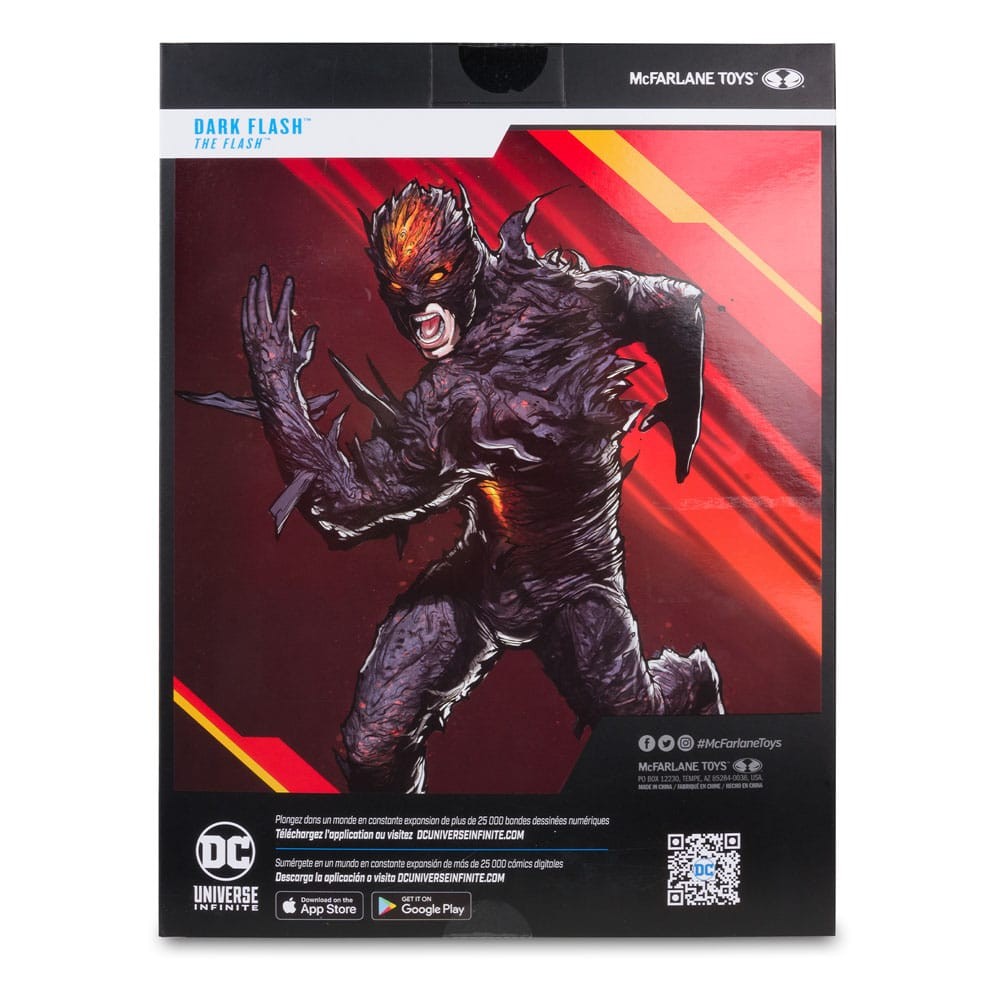 McFARLANE TOYS™
DARK FLASH™
THE FLASH™
#McFarlaneToys
McFARLANE TOYS™
PO BOX 12230, TEMPE, AZ 85284-0036, USA.
MADE IN CHINA / FABRIQUÉ EN CHINE / HECHO EN CHINA
Plongez dans un monde en constante expansion de plus de 25 000 bandes dessinées numériques
Téléchargez l'application ou visitez DCUNIVERSEINFINITE.COM
Sumérgete en un mundo en constante expansión de más de 25 000 cómics digitales
Descarga la aplicación o visita DCUNIVERSEINFINITE.COM
DC
UNIVERSE
INFINITE
Download on the
App Store
GET IT ON
Google Play
DC